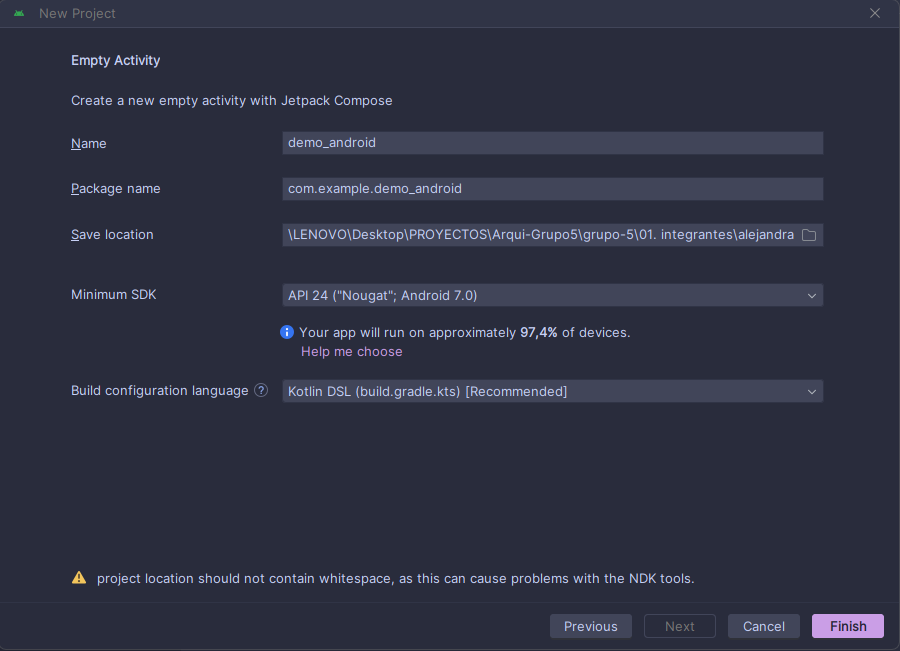 New Project
Empty Activity
Create a new empty activity with Jetpack Compose
Name
demo_android
Package name
com.example.demo_android
Save location
\LENOVO\Desktop\PROYECTOS\Arqui-Grupo5\grupo-5\01. integrantes\alejandra
Minimum SDK
API 24 ("Nougat"; Android 7.0)
Your app will run on approximately 97,4% of devices.
Help me choose
Build configuration language ?
Kotlin DSL (build.gradle.kts) [Recommended]
project location should not contain whitespace, as this can cause problems with the NDK tools.
Previous
Next
Cancel
Finish